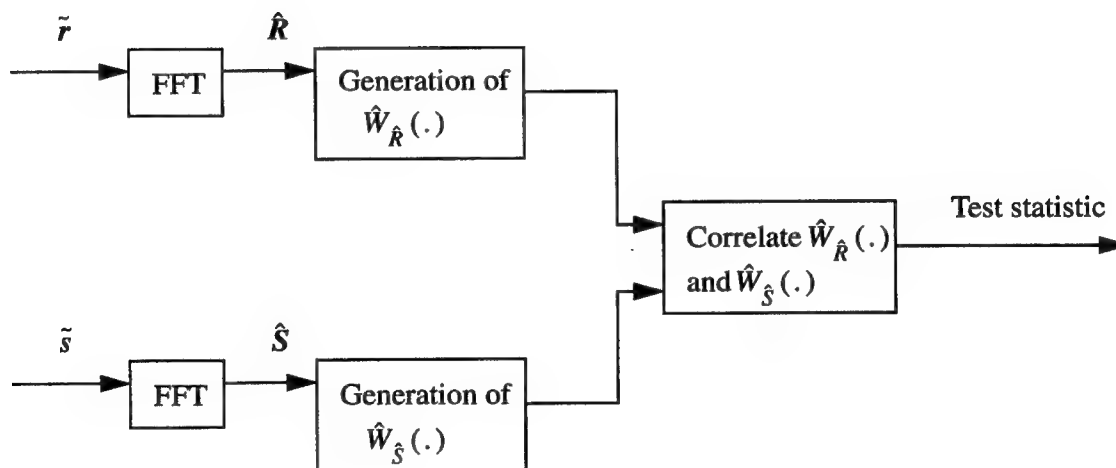 r̃
R̂
FFT
Generation of
Ŵ_R̂(.)
Test statistic
Correlate Ŵ_R̂(.)
and Ŵ_Ŝ(.)
s̃
Ŝ
FFT
Generation of
Ŵ_Ŝ(.)